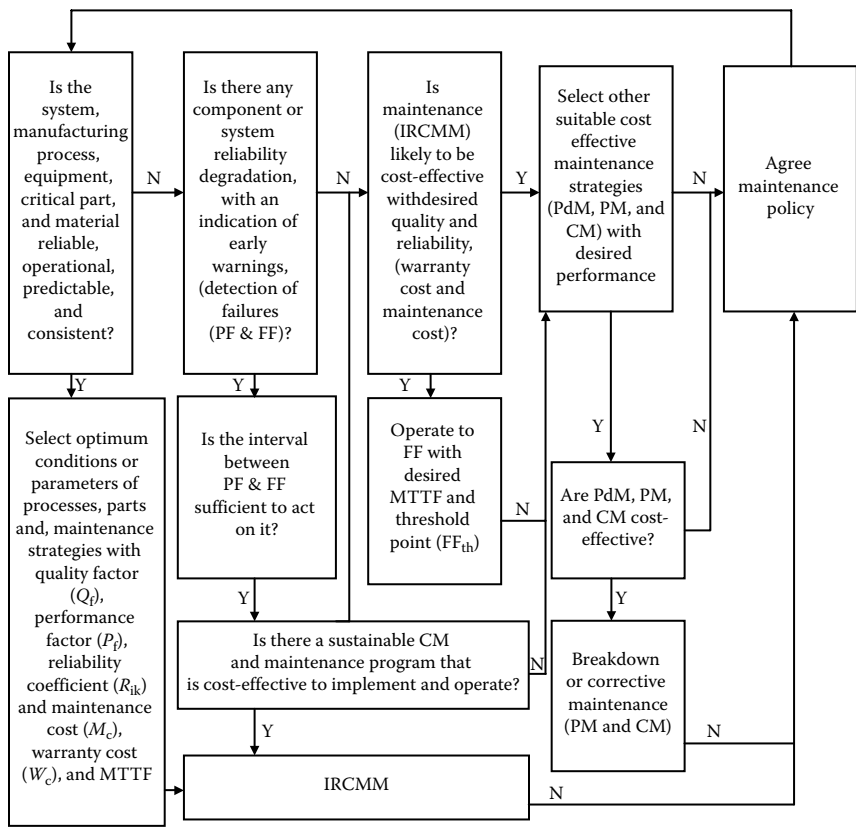 Is the
system,
manufacturing
process,
equipment,
critical part,
and material
reliable,
operational,
predictable,
and
consistent?
N
Y
Is there any
component or
system
reliability
degradation,
with an
indication of
early
warnings,
(detection of
failures
(PF & FF)?
N
Y
Is
maintenance
(IRCMM)
likely to be
cost-effective
withdesired
quality and
reliability,
(warranty
cost and
maintenance
cost)?
Y
Y
Select other
suitable cost
effective
maintenance
strategies
(PdM, PM, and
CM) with
desired
performance
N
Y
N
Agree
maintenance
policy
Select optimum
conditions or
parameters of
processes, parts
and, maintenance
strategies with
quality factor
(Qf),
performance
factor (Pf),
reliability
coefficient (Rik)
and maintenance
cost (Mc),
warranty cost
(Wc), and MTTF
Is the interval
between
PF & FF
sufficient to act
on it?
Y
Operate to
FF with
desired
MTTF and
threshold
point (FFth)
N
Are PdM, PM,
and CM cost-
effective?
Y
Is there a sustainable CM
and maintenance program that
is cost-effective to implement and operate?
N
Y
Breakdown
or corrective
maintenance
(PM and CM)
N
IRCMM
N